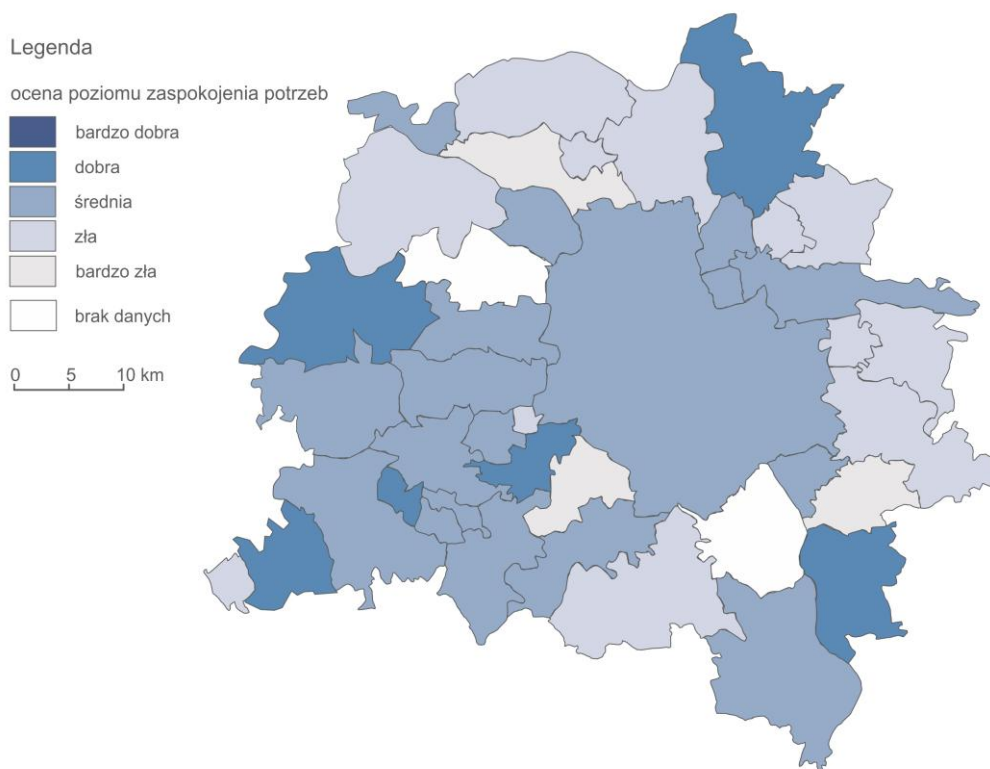 Legenda
ocena poziomu zaspokojenia potrzeb
bardzo dobra
dobra
średnia
zła
bardzo zła
brak danych
0 5 10 km